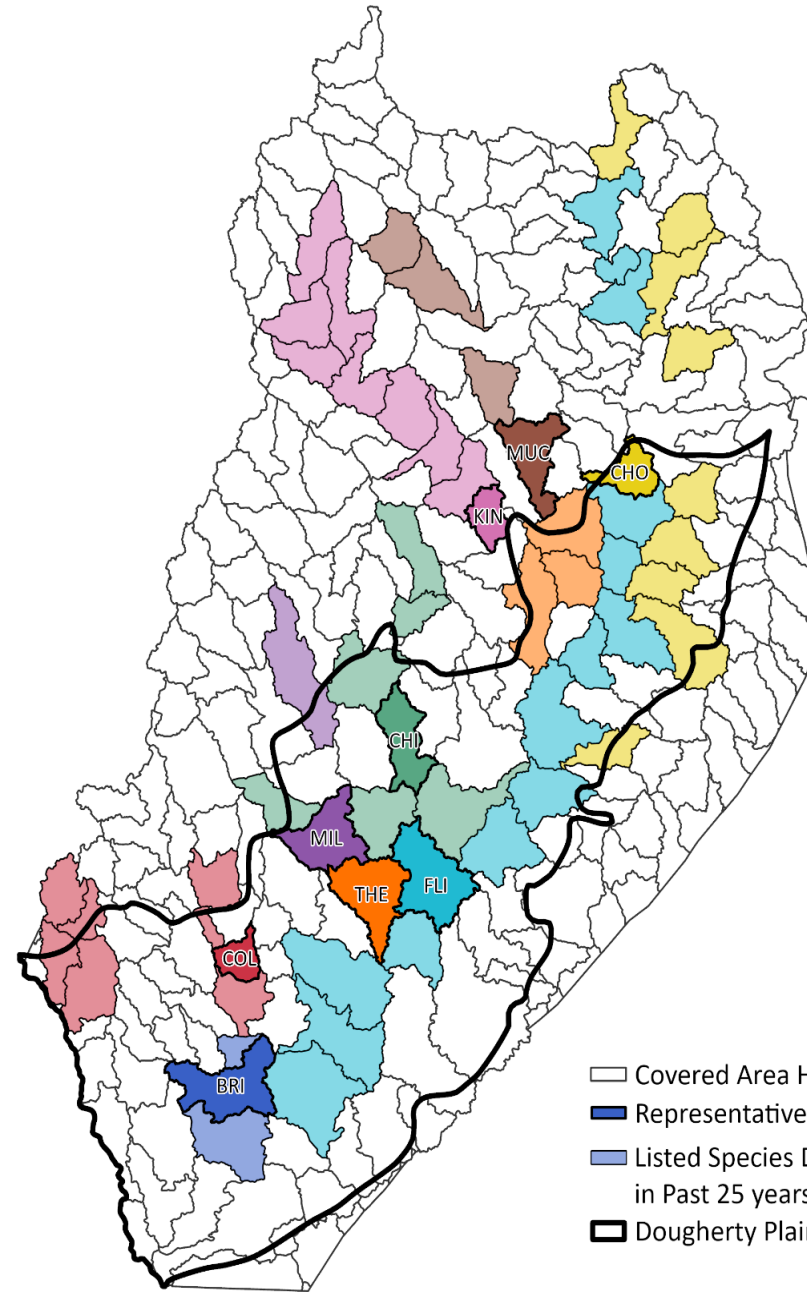 MUC
CHO
KIN
CHI
MIL
THE
FLI
COL
BRI
Covered Area H
Representative
Listed Species D
in Past 25 years
Dougherty Plain